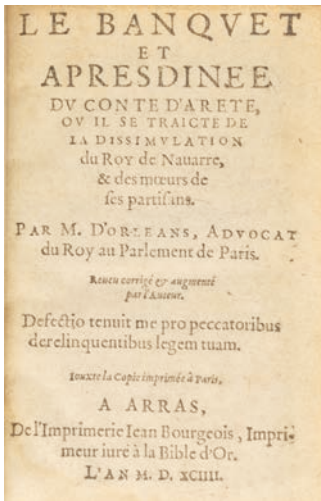 LE BANQVET
ET
APRESDINEE
DV CONTE D'ARETE,
OV IL SE TRAICTE DE
LA DISSIMVLATION
du Roy de Nauarre,
& des mœurs de
ses partisans.
PAR M. D'ORLEANS, ADVOCAT
du Roy au Parlement de Paris.
Reueu corrigé & augmenté
par l'Auteur.
Defectio tenuit me pro peccatoribus
derelinquentibus legem tuam.
Iouxte la Copie imprimée à Paris,
A ARRAS,
De l'Imprimerie Iean Bourgeois, Impri-
meur iuré à la Bible d'Or.
L'AN M. D. XCIIII.